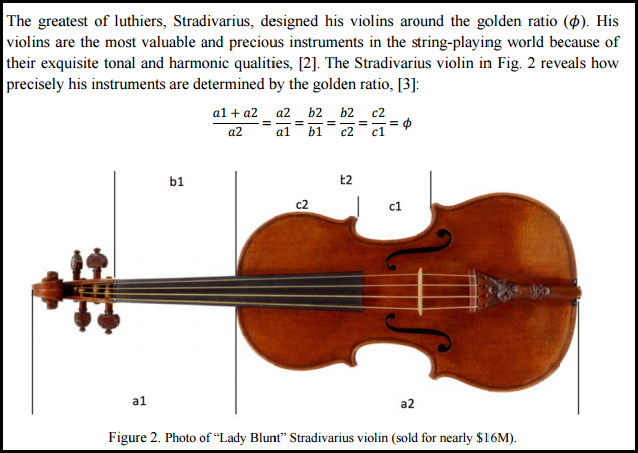 The greatest of luthiers, Stradivarius, designed his violins around the golden ratio (ϕ). His
violins are the most valuable and precious instruments in the string-playing world because of
their exquisite tonal and harmonic qualities, [2]. The Stradivarius violin in Fig. 2 reveals how
precisely his instruments are determined by the golden ratio, [3]:
(a1 + a2)/a2 = a2/a1 = b2/b1 = b2/c2 = c2/c1 = ϕ
b1
t2
c2
c1
a1
a2
Figure 2. Photo of “Lady Blunt” Stradivarius violin (sold for nearly $16M).